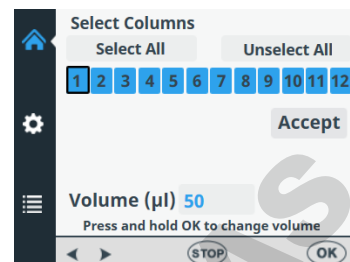 Select Columns
Select All Unselect All
1 2 3 4 5 6 7 8 9 10 11 12
Accept
Volume (µl) 50
Press and hold OK to change volume
STOP OK